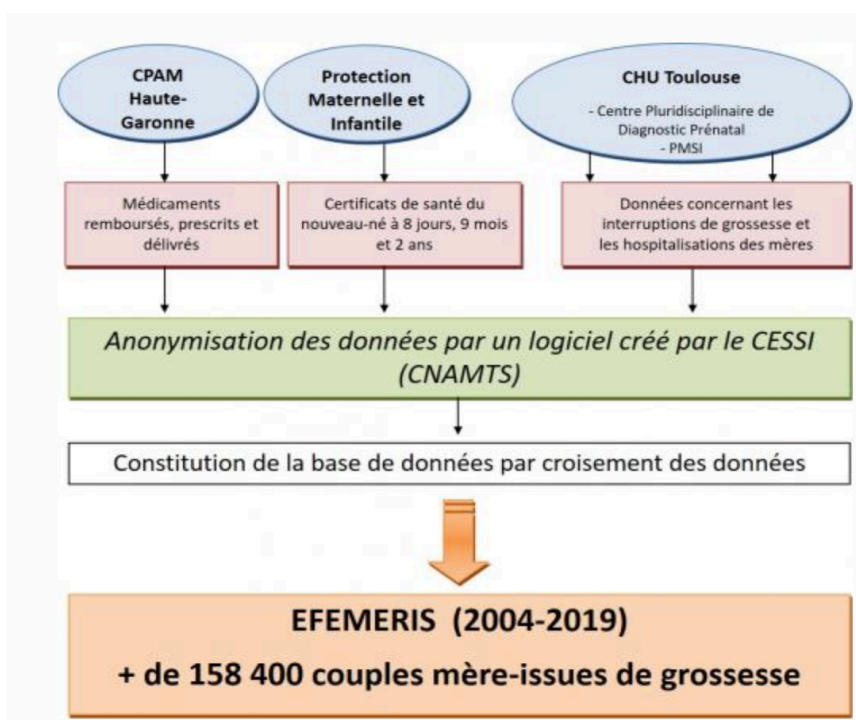 CPAM
Haute-
Garonne
Protection
Maternelle et
Infantile
CHU Toulouse
- Centre Pluridisciplinaire de
Diagnostic Prénatal
- PMSI
Médicaments
remboursés, prescrits et
délivrés
Certificats de santé du
nouveau-né à 8 jours, 9 mois
et 2 ans
Données concernant les
interruptions de grossesse et
les hospitalisations des mères
Anonymisation des données par un logiciel créé par le CESSI
(CNAMTS)
Constitution de la base de données par croisement des données
EFEMERIS (2004-2019)
+ de 158 400 couples mère-issues de grossesse